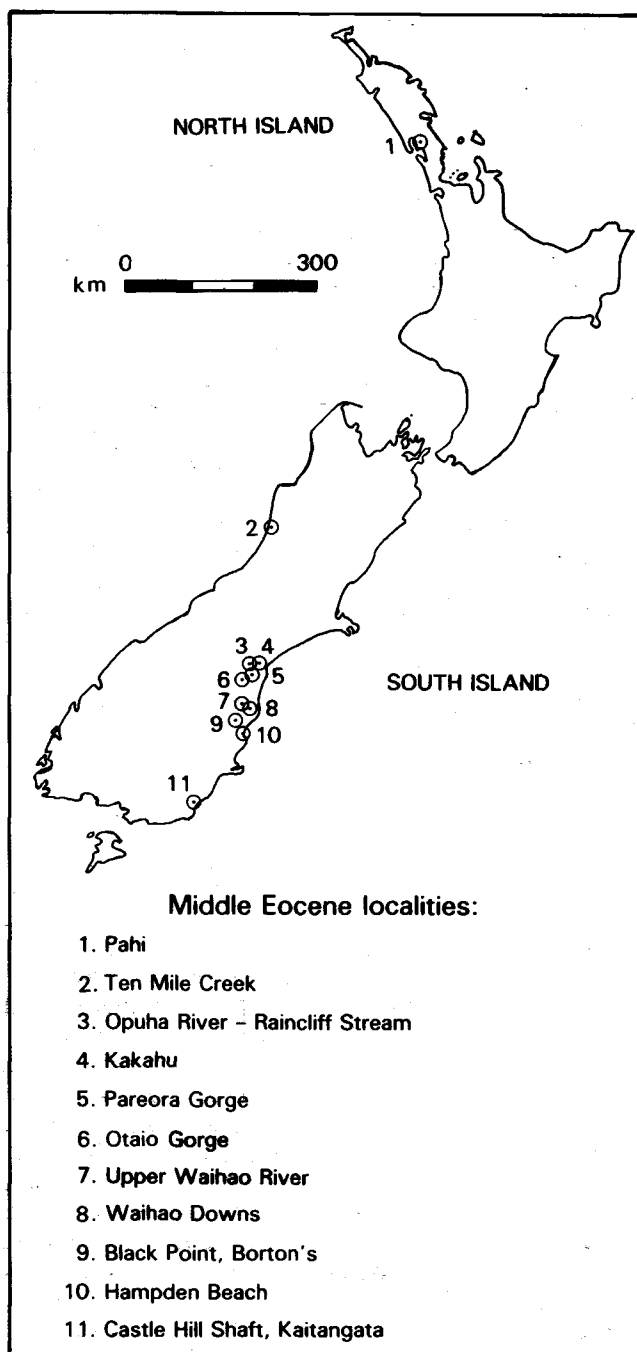 NORTH ISLAND
1
0 300
km
2
3 4
6 5
SOUTH ISLAND
7 8
9 10
11
Middle Eocene localities:
1. Pahi
2. Ten Mile Creek
3. Opuha River – Raincliff Stream
4. Kakahu
5. Pareora Gorge
6. Otaio Gorge
7. Upper Waihao River
8. Waihao Downs
9. Black Point, Borton's
10. Hampden Beach
11. Castle Hill Shaft, Kaitangata